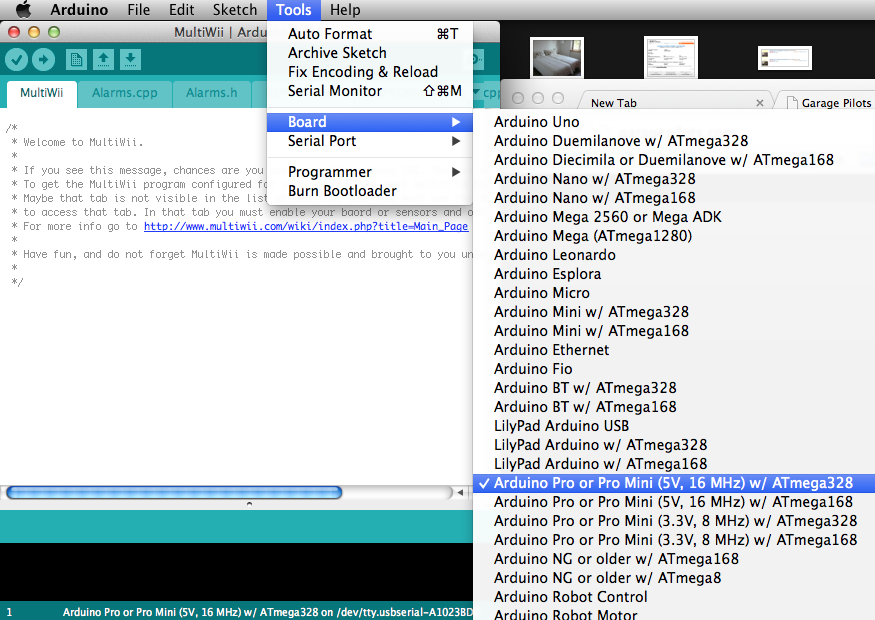 Arduino File Edit Sketch Tools Help
MultiWii | Ardu
Auto Format ⌘T
Archive Sketch
Fix Encoding & Reload
Serial Monitor ⇧⌘M
Board
Serial Port
Programmer
Burn Bootloader
MultiWii Alarms.cpp Alarms.h cpp
New Tab
Garage Pilots
/*
* Welcome to MultiWii.
*
* If you see this message, chances are you
* To get the MultiWii program configured fo
* Maybe that tab is not visible in the list
* to access that tab. In that tab you must enable your baord or sensors and o
* For more info go to http://www.multiwii.com/wiki/index.php?title=Main_Page
*
* Have fun, and do not forget MultiWii is made possible and brought to you un
*
*/
Arduino Uno
Arduino Duemilanove w/ ATmega328
Arduino Diecimila or Duemilanove w/ ATmega168
Arduino Nano w/ ATmega328
Arduino Nano w/ ATmega168
Arduino Mega 2560 or Mega ADK
Arduino Mega (ATmega1280)
Arduino Leonardo
Arduino Esplora
Arduino Micro
Arduino Mini w/ ATmega328
Arduino Mini w/ ATmega168
Arduino Ethernet
Arduino Fio
Arduino BT w/ ATmega328
Arduino BT w/ ATmega168
LilyPad Arduino USB
LilyPad Arduino w/ ATmega328
LilyPad Arduino w/ ATmega168
✓ Arduino Pro or Pro Mini (5V, 16 MHz) w/ ATmega328
Arduino Pro or Pro Mini (5V, 16 MHz) w/ ATmega168
Arduino Pro or Pro Mini (3.3V, 8 MHz) w/ ATmega328
Arduino Pro or Pro Mini (3.3V, 8 MHz) w/ ATmega168
Arduino NG or older w/ ATmega168
Arduino NG or older w/ ATmega8
Arduino Robot Control
Arduino Robot Motor
1 Arduino Pro or Pro Mini (5V, 16 MHz) w/ ATmega328 on /dev/tty.usbserial-A1023BD